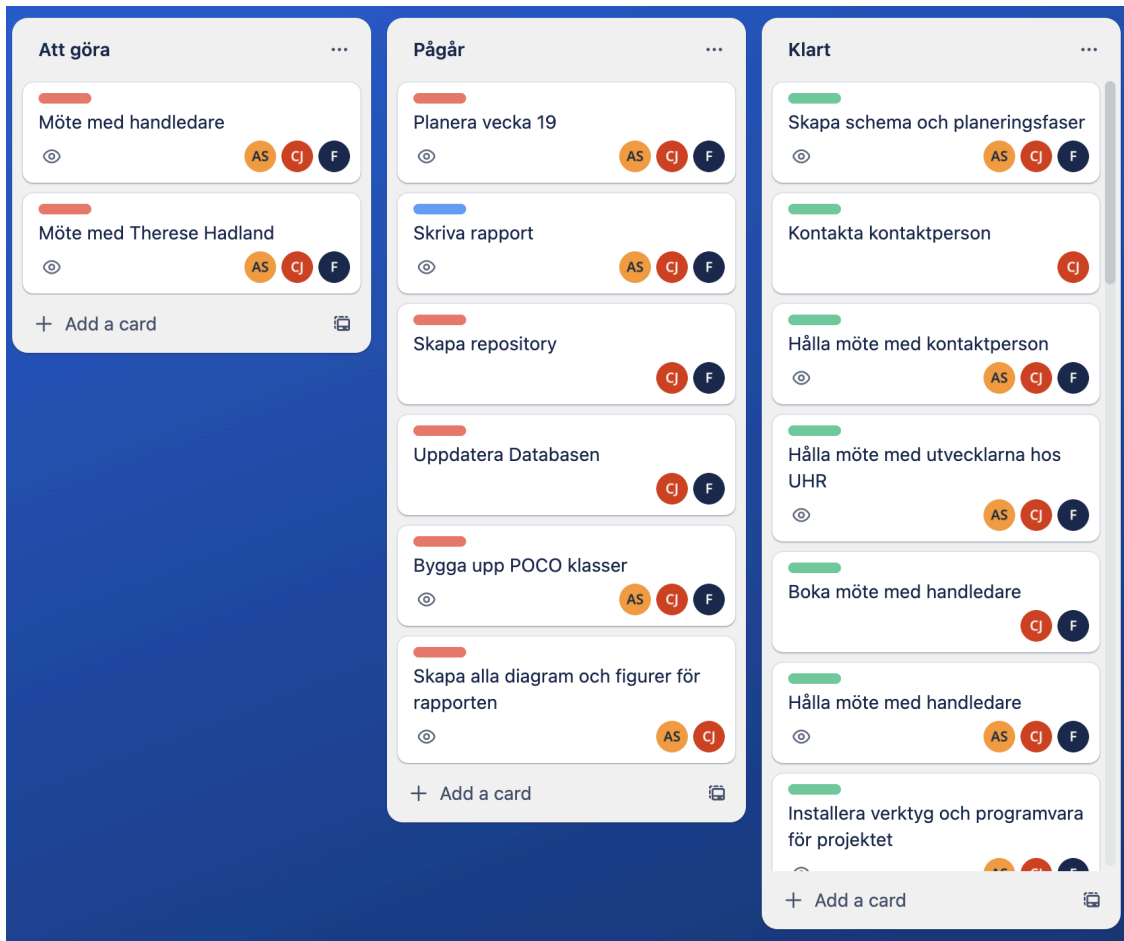 Att göra
Möte med handledare
AS CJ F
Möte med Therese Hadland
AS CJ F
Add a card
Pågår
Planera vecka 19
AS CJ F
Skriva rapport
AS CJ F
Skapa repository
CJ F
Uppdatera Databasen
CJ F
Bygga upp POCO klasser
AS CJ F
Skapa alla diagram och figurer för
rapporten
AS CJ
Add a card
Klart
Skapa schema och planeringsfaser
AS CJ F
Kontakta kontaktperson
CJ
Hålla möte med kontaktperson
AS CJ F
Hålla möte med utvecklarna hos
UHR
AS CJ F
Boka möte med handledare
CJ F
Hålla möte med handledare
AS CJ F
Installera verktyg och programvara
för projektet
AS CJ F
Add a card